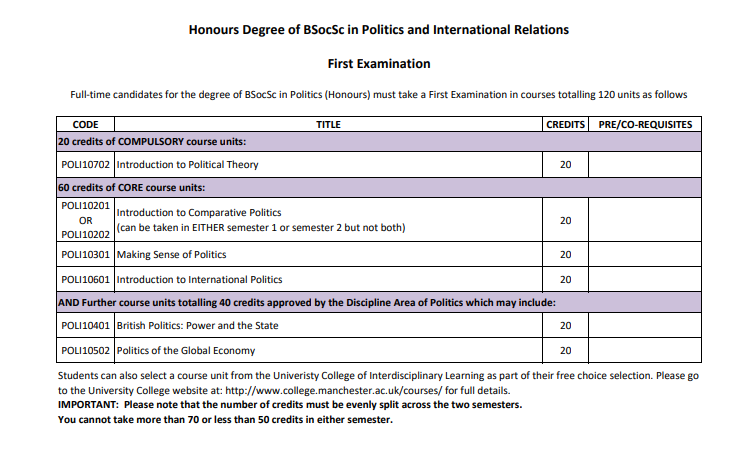 Honours Degree of BSocSc in Politics and International Relations
First Examination
Full-time candidates for the degree of BSocSc in Politics (Honours) must take a First Examination in courses totalling 120 units as follows
CODE TITLE CREDITS PRE/CO-REQUISITES
20 credits of COMPULSORY course units:
POLI10702 Introduction to Political Theory 20
60 credits of CORE course units:
POLI10201
OR
POLI10202
Introduction to Comparative Politics
(can be taken in EITHER semester 1 or semester 2 but not both)
20
POLI10301 Making Sense of Politics 20
POLI10601 Introduction to International Politics 20
AND Further course units totalling 40 credits approved by the Discipline Area of Politics which may include:
POLI10401 British Politics: Power and the State 20
POLI10502 Politics of the Global Economy 20
Students can also select a course unit from the Univeristy College of Interdisciplinary Learning as part of their free choice selection. Please go
to the University College website at: http://www.college.manchester.ac.uk/courses/ for full details.
IMPORTANT: Please note that the number of credits must be evenly split across the two semesters.
You cannot take more than 70 or less than 50 credits in either semester.